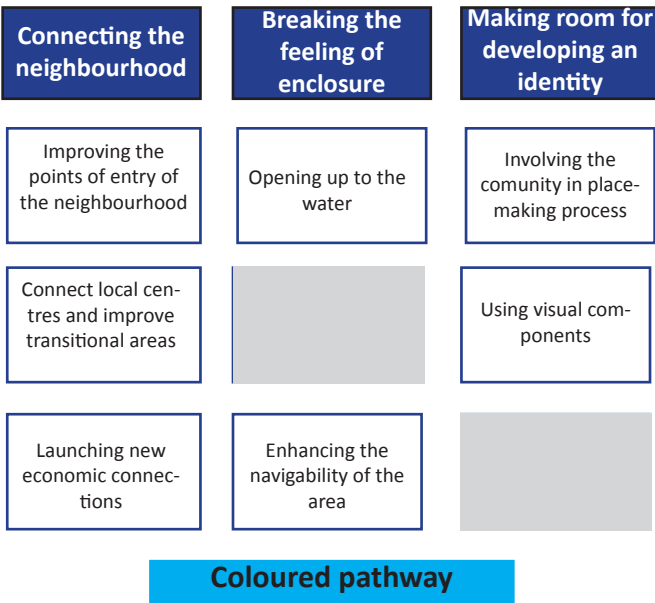 Connecting the
neighbourhood
Breaking the
feeling of
enclosure
Making room for
developing an
identity
Improving the
points of entry of
the neighbourhood
Opening up to the
water
Involving the
comunity in place-
making process
Connect local cen-
tres and improve
transitional areas
Using visual com-
ponents
Launching new
economic connec-
tions
Enhancing the
navigability of the
area
Coloured pathway